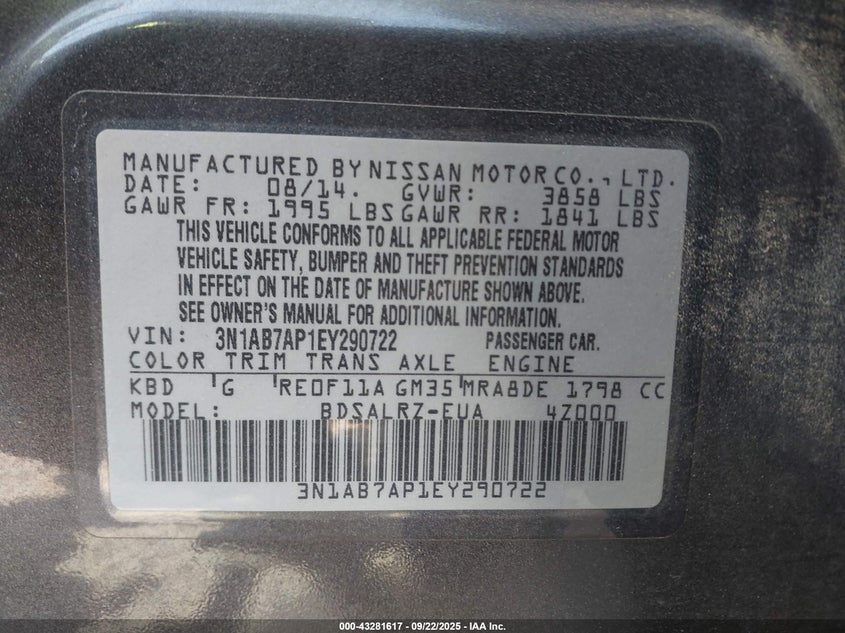 MANUFACTURED BY NISSAN MOTOR CO., LTD.
DATE: 08/14. GVWR: 3858 LBS
GAWR FR: 1995 LBS GAWR RR: 1841 LBS
THIS VEHICLE CONFORMS TO ALL APPLICABLE FEDERAL MOTOR
VEHICLE SAFETY, BUMPER AND THEFT PREVENTION STANDARDS
IN EFFECT ON THE DATE OF MANUFACTURE SHOWN ABOVE.
SEE OWNER'S MANUAL FOR ADDITIONAL INFORMATION.
VIN: 3N1AB7AP1EY290722 PASSENGER CAR.
COLOR TRIM TRANS AXLE ENGINE
KBD G RE0F11A GM35 MRA8DE 1798 CC
MODEL: BDSALRZ-EUA 4Z000
3N1AB7AP1EY290722
000-43281617 - 09/22/2025 - IAA Inc.